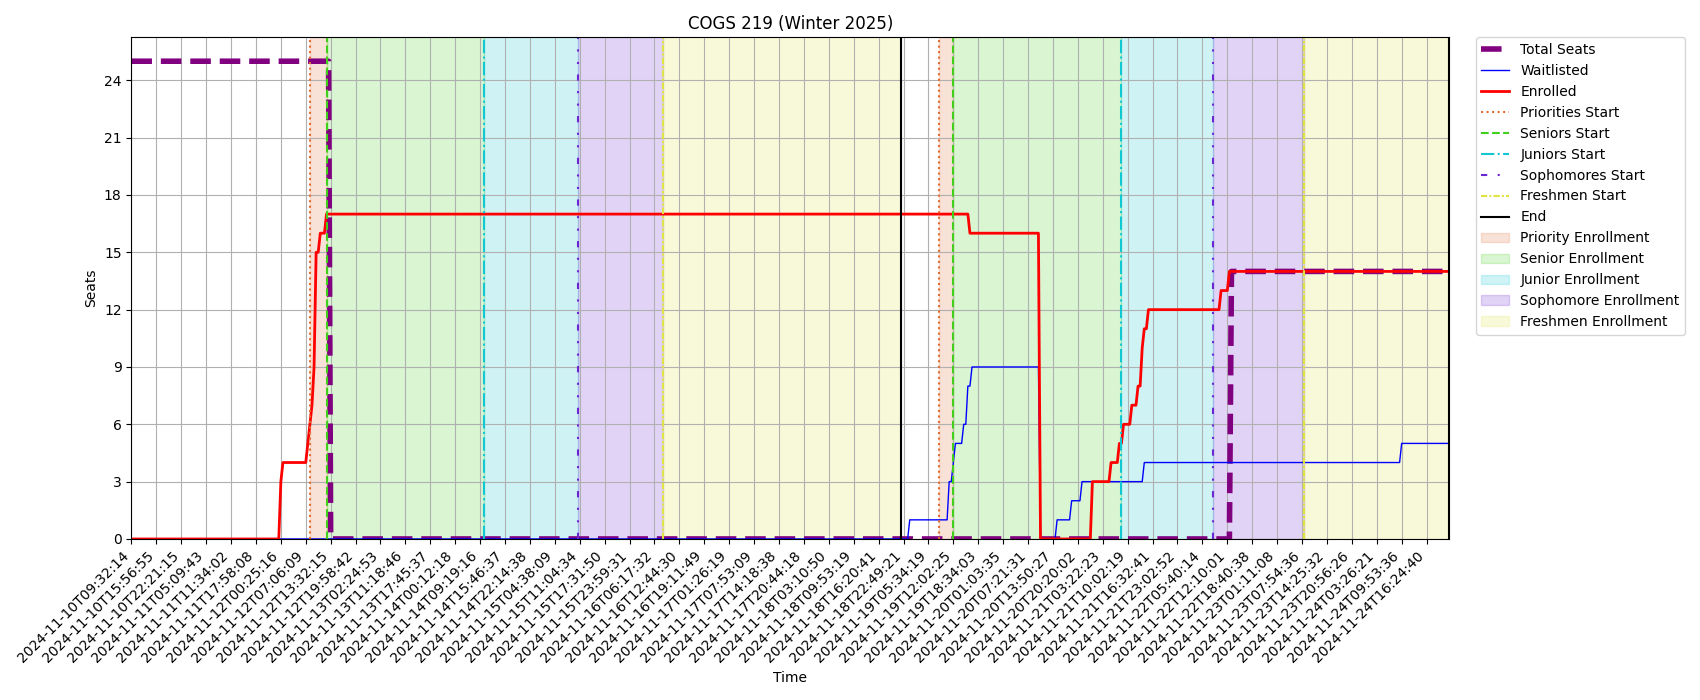 COGS 219 (Winter 2025)
Seats
24
21
18
15
12
9
6
3
0
2024-11-10T09:32:14
2024-11-10T15:56:55
2024-11-10T22:21:15
2024-11-11T05:09:43
2024-11-11T11:34:02
2024-11-11T17:58:08
2024-11-12T00:25:16
2024-11-12T07:06:09
2024-11-12T13:32:15
2024-11-12T19:58:42
2024-11-13T02:24:53
2024-11-13T11:18:46
2024-11-13T17:45:37
2024-11-14T00:12:18
2024-11-14T09:19:16
2024-11-14T15:46:37
2024-11-14T22:14:38
2024-11-15T04:38:09
2024-11-15T11:04:34
2024-11-15T17:31:50
2024-11-15T23:59:31
2024-11-16T06:17:32
2024-11-16T12:44:30
2024-11-16T19:11:49
2024-11-17T01:26:19
2024-11-17T07:53:09
2024-11-17T14:18:38
2024-11-17T20:44:18
2024-11-18T03:10:50
2024-11-18T09:53:19
2024-11-18T16:20:41
2024-11-18T22:49:21
2024-11-19T05:34:19
2024-11-19T12:02:25
2024-11-19T18:34:03
2024-11-20T01:03:35
2024-11-20T07:21:31
2024-11-20T13:50:27
2024-11-20T20:20:02
2024-11-21T03:22:23
2024-11-21T10:02:19
2024-11-21T16:32:41
2024-11-21T23:02:52
2024-11-22T05:40:14
2024-11-22T12:10:01
2024-11-22T18:40:38
2024-11-23T01:11:08
2024-11-23T07:54:36
2024-11-23T14:25:32
2024-11-23T20:56:26
2024-11-24T03:26:21
2024-11-24T09:53:36
2024-11-24T16:24:40
Time
Total Seats
Waitlisted
Enrolled
Priorities Start
Seniors Start
Juniors Start
Sophomores Start
Freshmen Start
End
Priority Enrollment
Senior Enrollment
Junior Enrollment
Sophomore Enrollment
Freshmen Enrollment